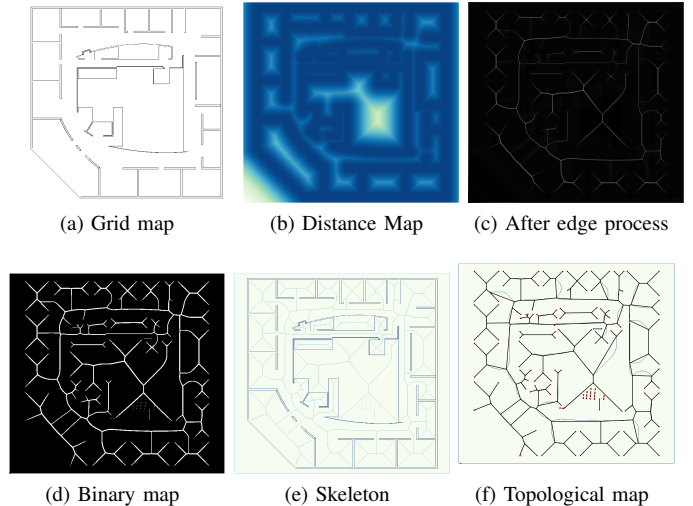 (a) Grid map
(b) Distance Map
(c) After edge process
(d) Binary map
(e) Skeleton
(f) Topological map